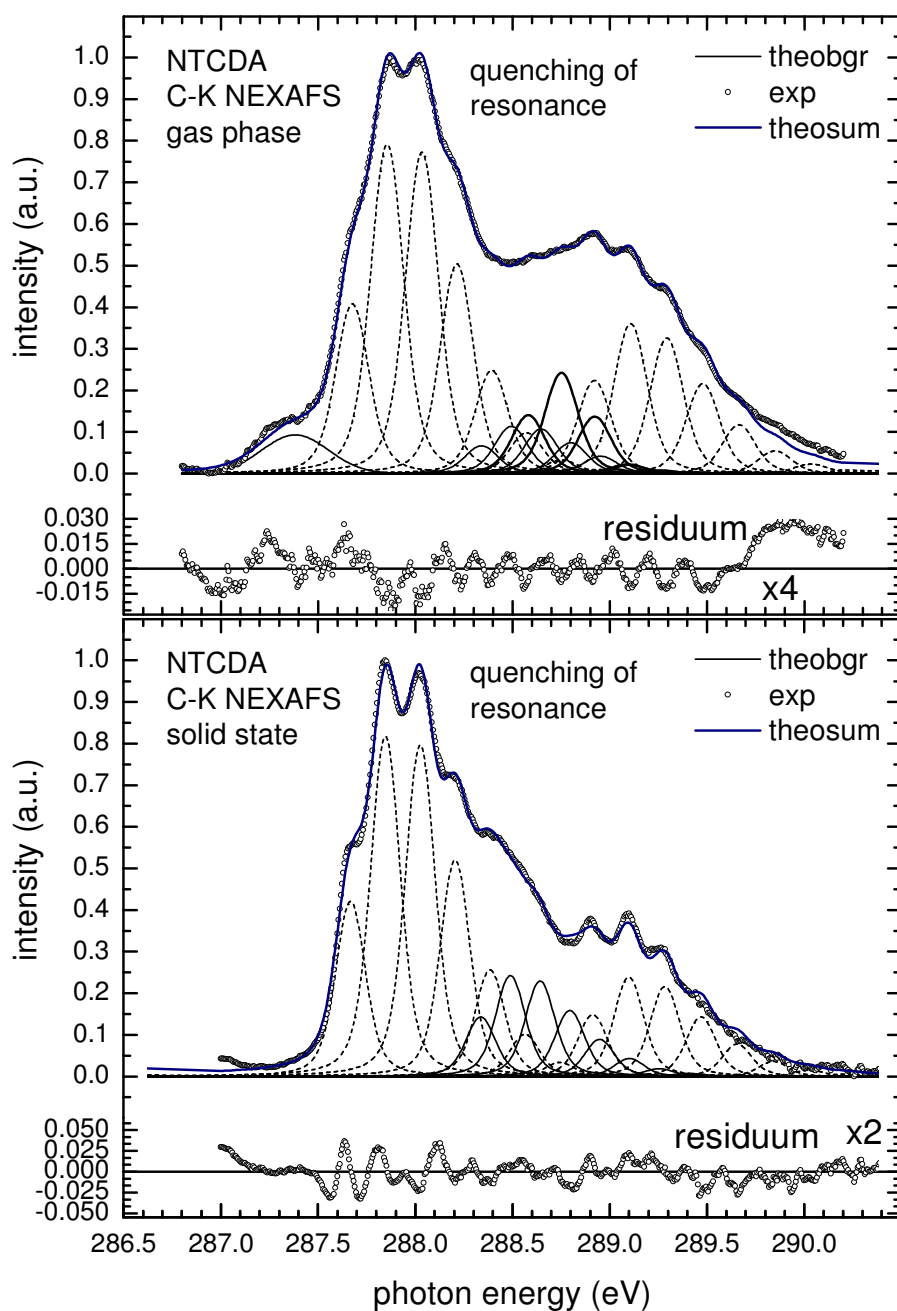 NTCDA
C-K NEXAFS
gas phase
quenching of
resonance
theobgr
exp
theosum
1.0
0.9
0.8
0.7
0.6
0.5
0.4
0.3
0.2
0.1
0.0
intensity (a.u.)
0.030
0.015
0.000
-0.015
residuum
x4
NTCDA
C-K NEXAFS
solid state
quenching of
resonance
theobgr
exp
theosum
1.0
0.9
0.8
0.7
0.6
0.5
0.4
0.3
0.2
0.1
0.0
intensity (a.u.)
0.050
0.025
0.000
-0.025
-0.050
residuum x2
286.5 287.0 287.5 288.0 288.5 289.0 289.5 290.0
photon energy (eV)